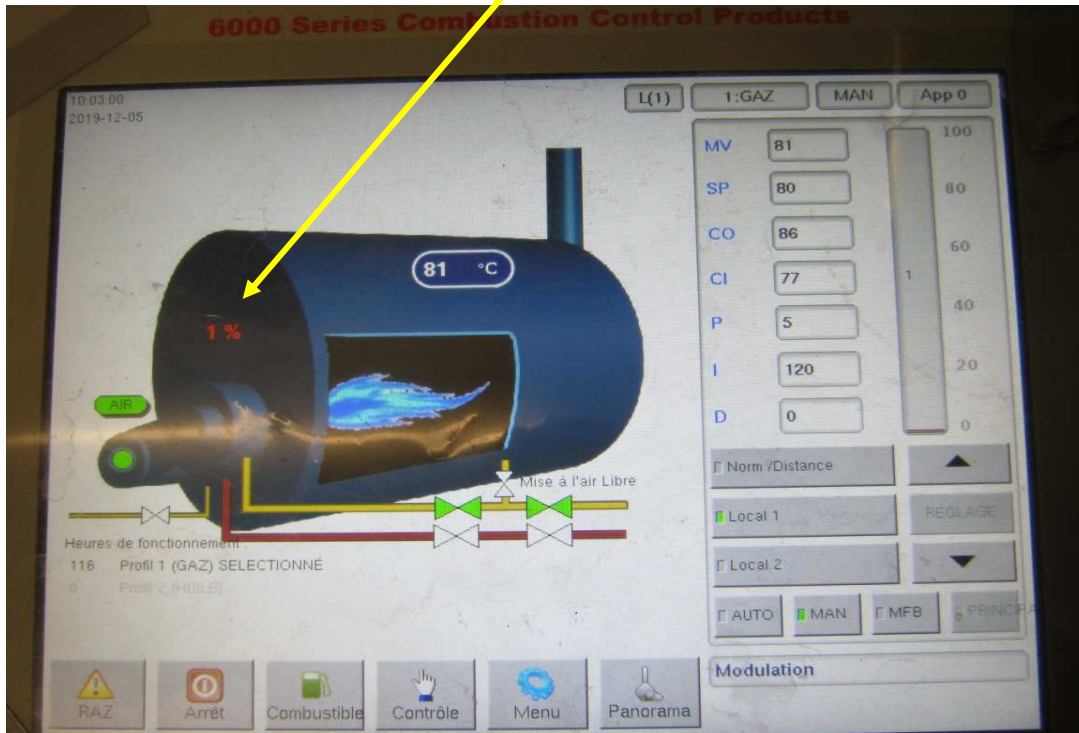 6000 Series Combustion Control Products
10:03:00
2019-12-05
L(1)
1:GAZ
MAN
App 0
MV 81
SP 80
CO 86
CI 77
P 5
I 120
D 0
100
80
60
40
20
0
1
81 °C
1 %
AIR
Mise à l'air Libre
Heures de fonctionnement :
116 Profil 1 (GAZ) SELECTIONNÉ
0 Profil 2 (HUILE)
Norm /Distance
Local 1
RÉGLAGE
Local 2
AUTO
MAN
MFB
PRINCIPA
Modulation
RAZ
Arrêt
Combustible
Contrôle
Menu
Panorama